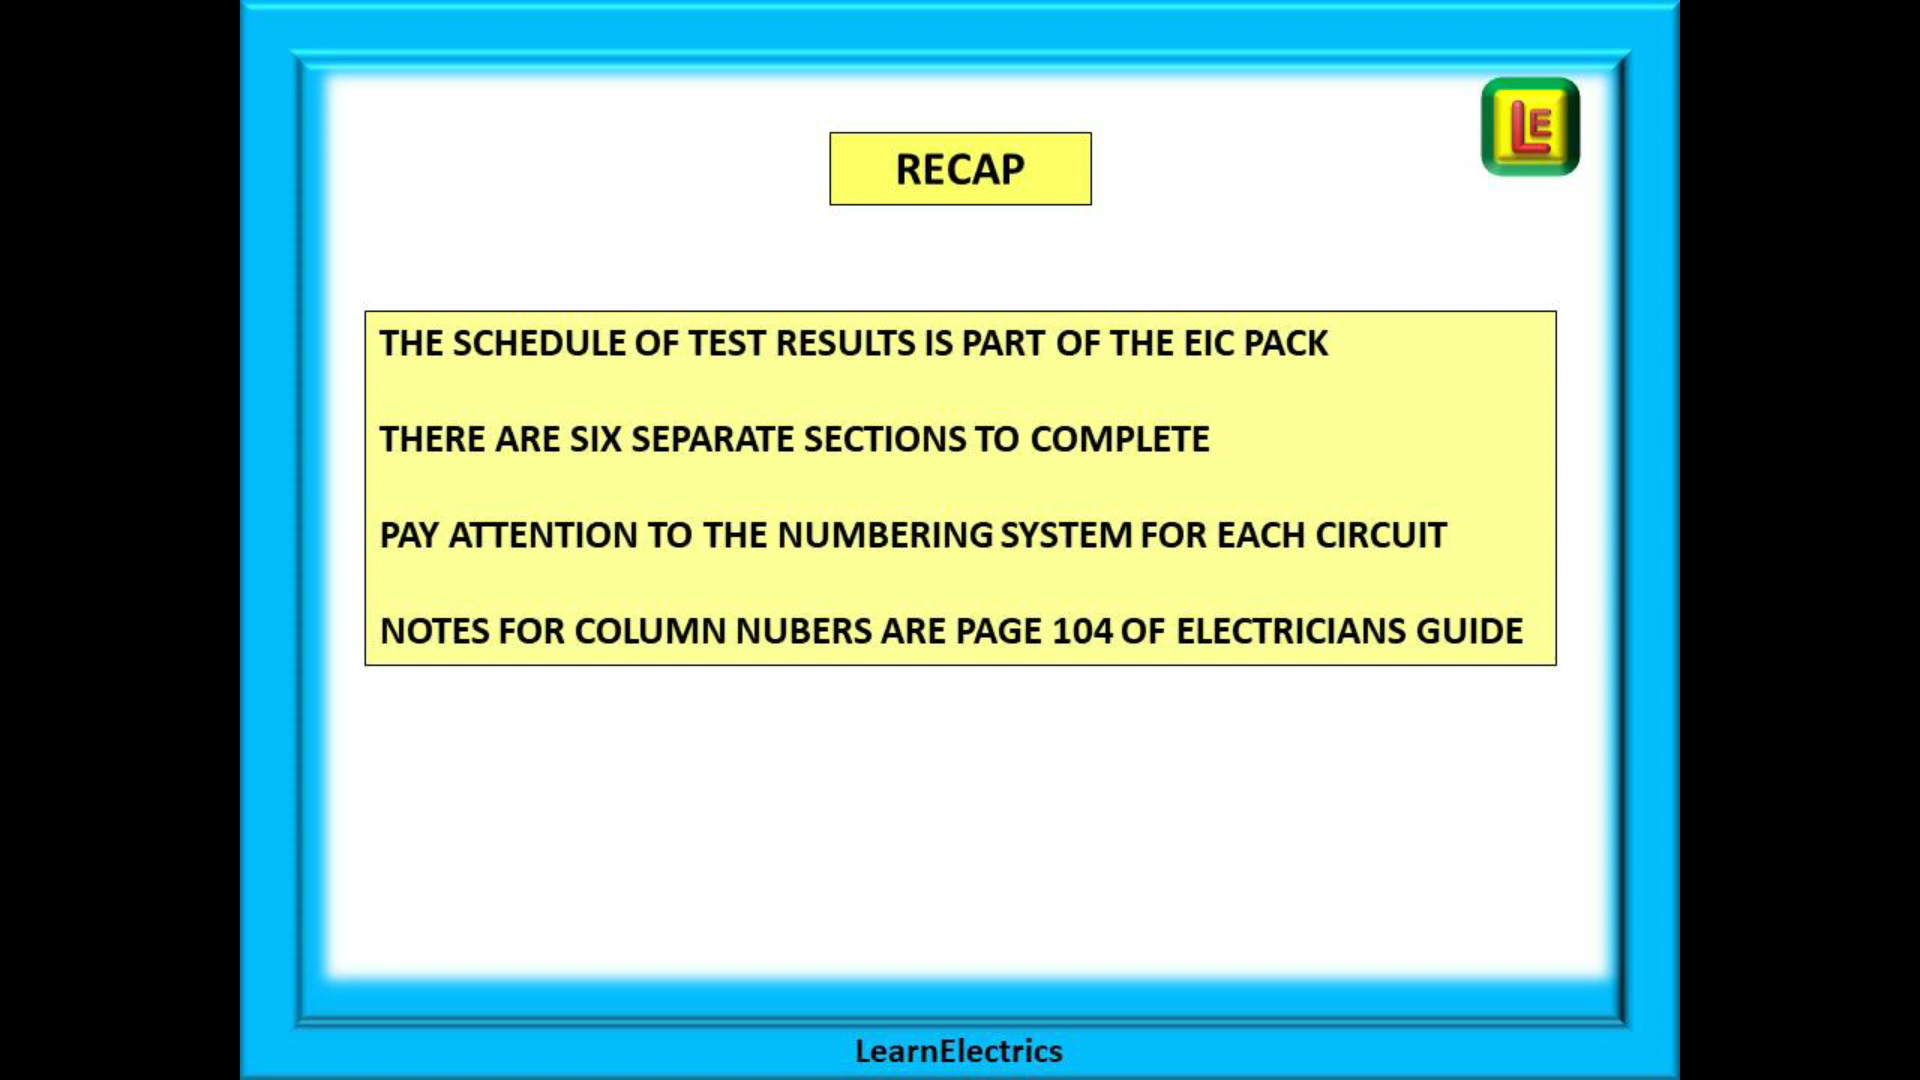 LE
RECAP
THE SCHEDULE OF TEST RESULTS IS PART OF THE EIC PACK
THERE ARE SIX SEPARATE SECTIONS TO COMPLETE
PAY ATTENTION TO THE NUMBERING SYSTEM FOR EACH CIRCUIT
NOTES FOR COLUMN NUBERS ARE PAGE 104 OF ELECTRICIANS GUIDE
LearnElectrics